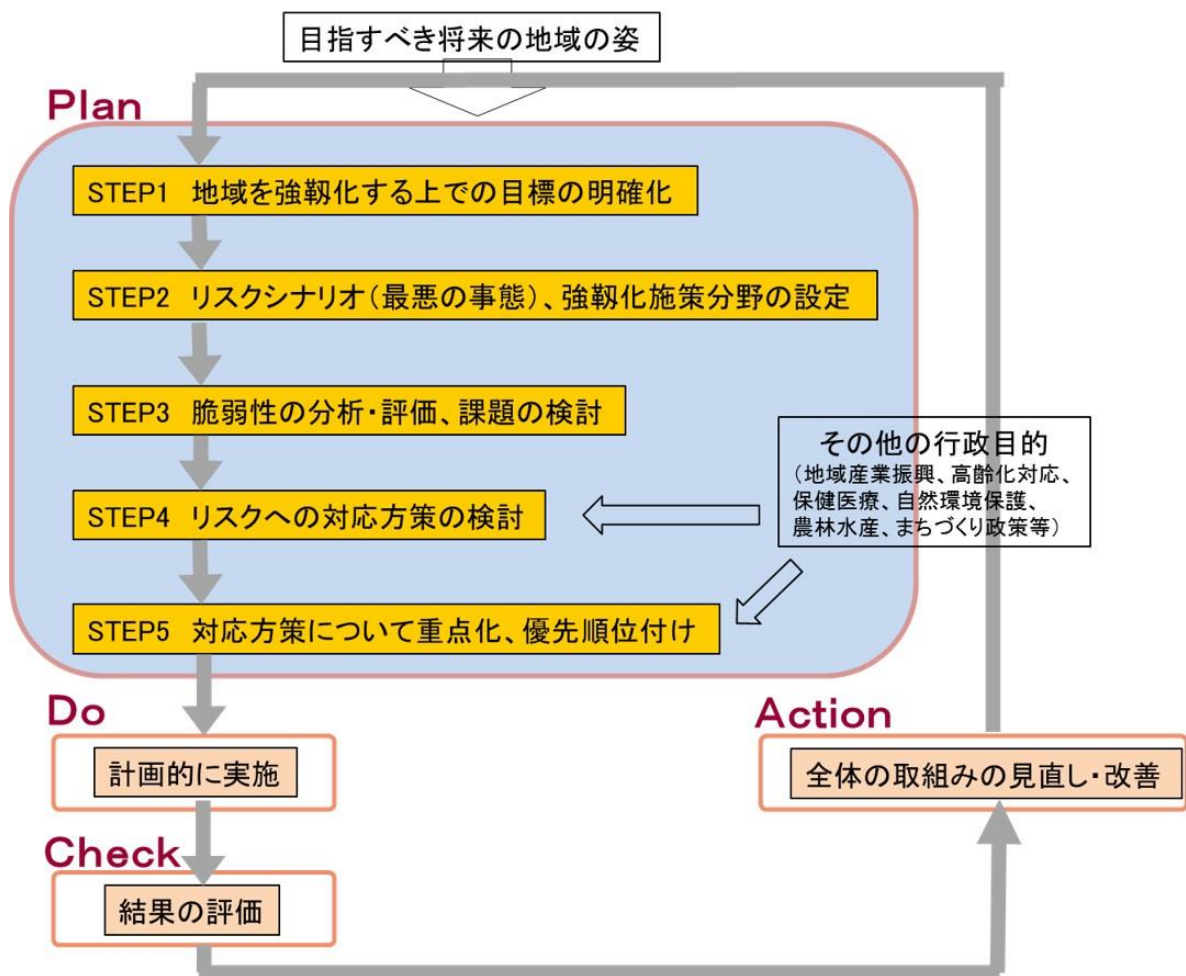 目指すべき将来の地域の姿
Plan
STEP1 地域を強靱化する上での目標の明確化
STEP2 リスクシナリオ(最悪の事態)、強靱化施策分野の設定
STEP3 脆弱性の分析・評価、課題の検討
その他の行政目的
(地域産業振興、高齢化対応、
保健医療、自然環境保護、
農林水産、まちづくり政策等)
STEP4 リスクへの対応方策の検討
STEP5 対応方策について重点化、優先順位付け
Do
計画的に実施
Action
全体の取組みの見直し・改善
Check
結果の評価